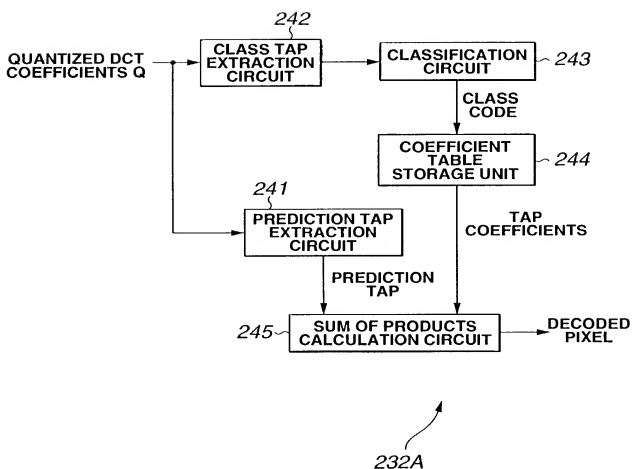 242
QUANTIZED DCT
COEFFICIENTS Q
CLASS TAP
EXTRACTION
CIRCUIT
CLASSIFICATION
CIRCUIT
243
CLASS
CODE
COEFFICIENT
TABLE
STORAGE UNIT
244
241
PREDICTION TAP
EXTRACTION
CIRCUIT
TAP
COEFFICIENTS
PREDICTION
TAP
245
SUM OF PRODUCTS
CALCULATION CIRCUIT
DECODED
PIXEL
232A